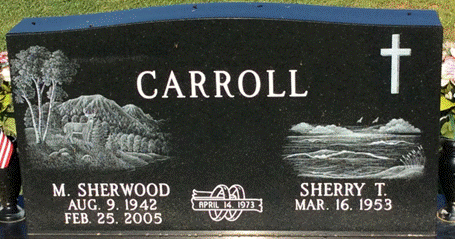 CARROLL
M. SHERWOOD
AUG. 9. 1942
FEB. 25. 2005
APRIL 14, 1973
SHERRY T.
MAR. 16. 1953